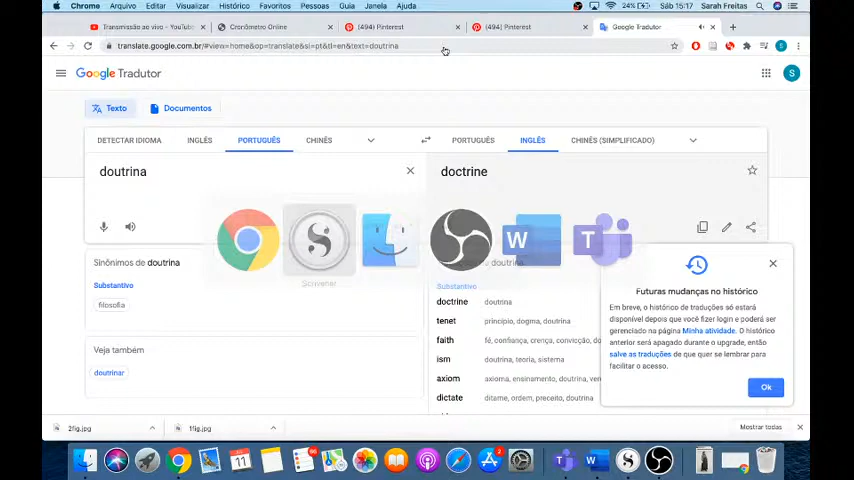 Chrome Arquivo Editar Visualizar Histórico Favoritos Pessoas Guia Janela Ajuda 24% Sáb 15:17 Sarah Freitas
Transmissão ao vivo - YouTube Cronômetro Online (494) Pinterest (494) Pinterest Google Tradutor
translate.google.com.br/#view=home&op=translate&sl=pt&tl=en&text=doutrina
Google Tradutor S
Texto Documentos
DETECTAR IDIOMA INGLÊS PORTUGUÊS CHINÊS PORTUGUÊS INGLÊS CHINÊS (SIMPLIFICADO)
doutrina doctrine
Sinônimos de doutrina
Substantivo
filosofia
Veja também
doutrinar
Scrivener
de doutrina
Substantivo
doctrine doutrina
tenet princípio, dogma, doutrina
faith fé, confiança, crença, convicção, do
ism doutrina, teoria, sistema
axiom axioma, ensinamento, doutrina, ver
dictate ditame, ordem, preceito, doutrina
Futuras mudanças no histórico
Em breve, o histórico de traduções só estará
disponível depois que você fizer login e poderá ser
gerenciado na página Minha atividade. O histórico
anterior será apagado durante o upgrade, então
salve as traduções de que quer se lembrar para
facilitar o acesso.
Ok
2fig.jpg 1fig.jpg Mostrar todas
11